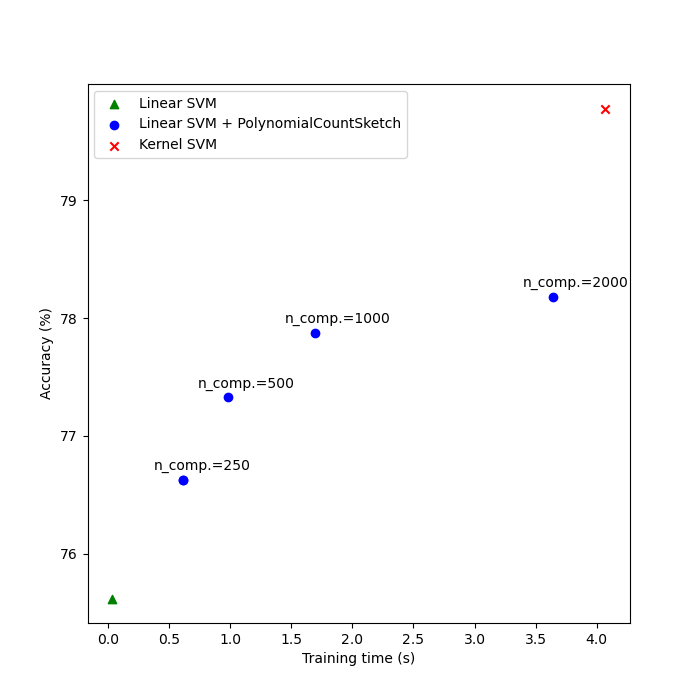 Linear SVM
Linear SVM + PolynomialCountSketch
Kernel SVM
79
n_comp.=2000
78
n_comp.=1000
n_comp.=500
77
n_comp.=250
76
Accuracy (%)
0.0 0.5 1.0 1.5 2.0 2.5 3.0 3.5 4.0
Training time (s)